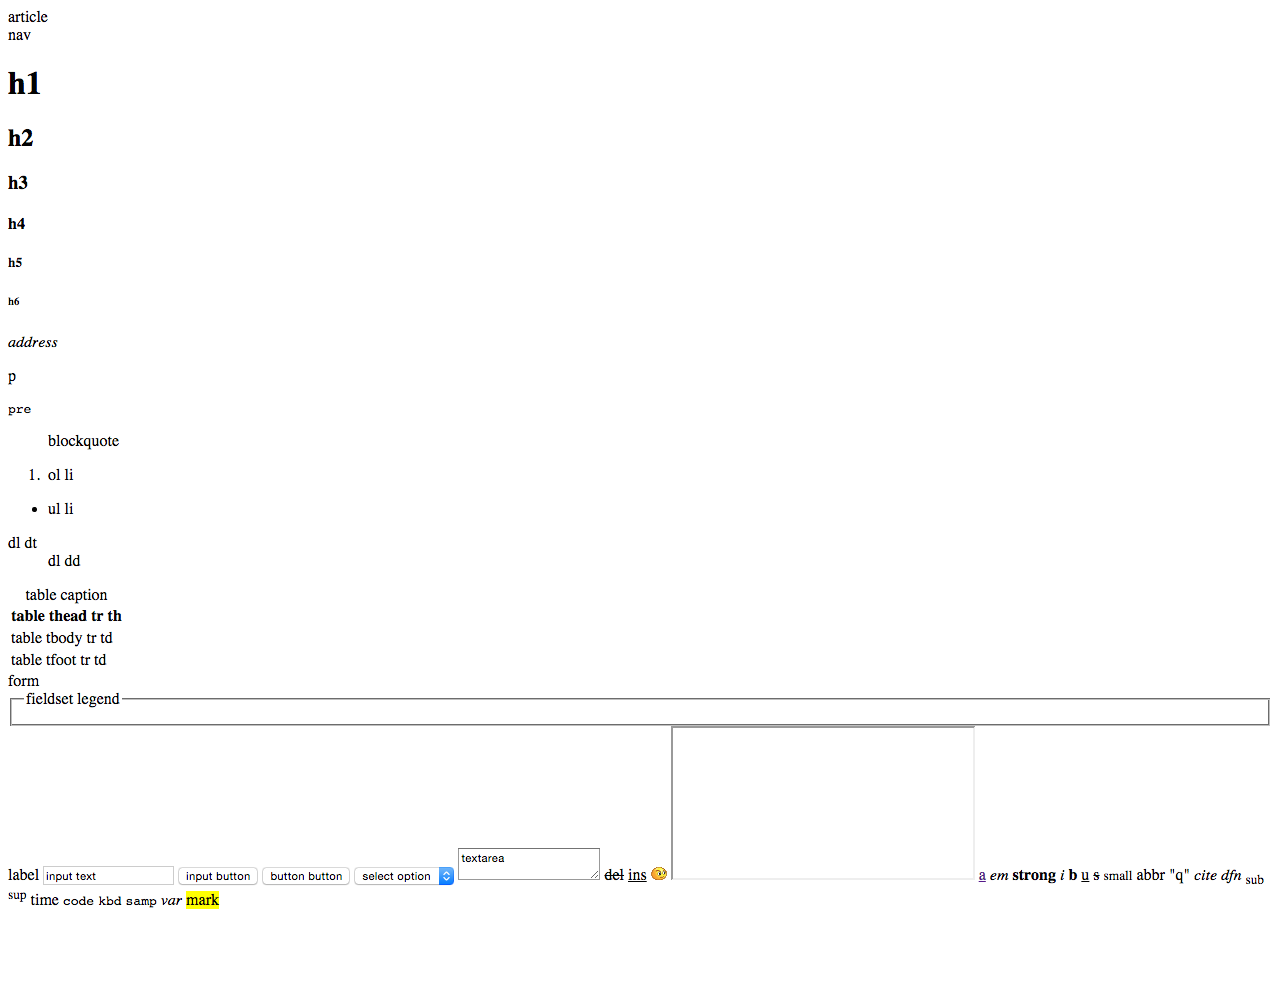 article
nav
h1
h2
h3
h4
h5
h6
address
p
pre
blockquote
1. ol li
• ul li
dl dt
dl dd
table caption
table thead tr th
table tbody tr td
table tfoot tr td
form
fieldset legend
label input text input button button button select option textarea del ins a em strong i b u s small abbr "q" cite dfn sub
sup time code kbd samp var mark